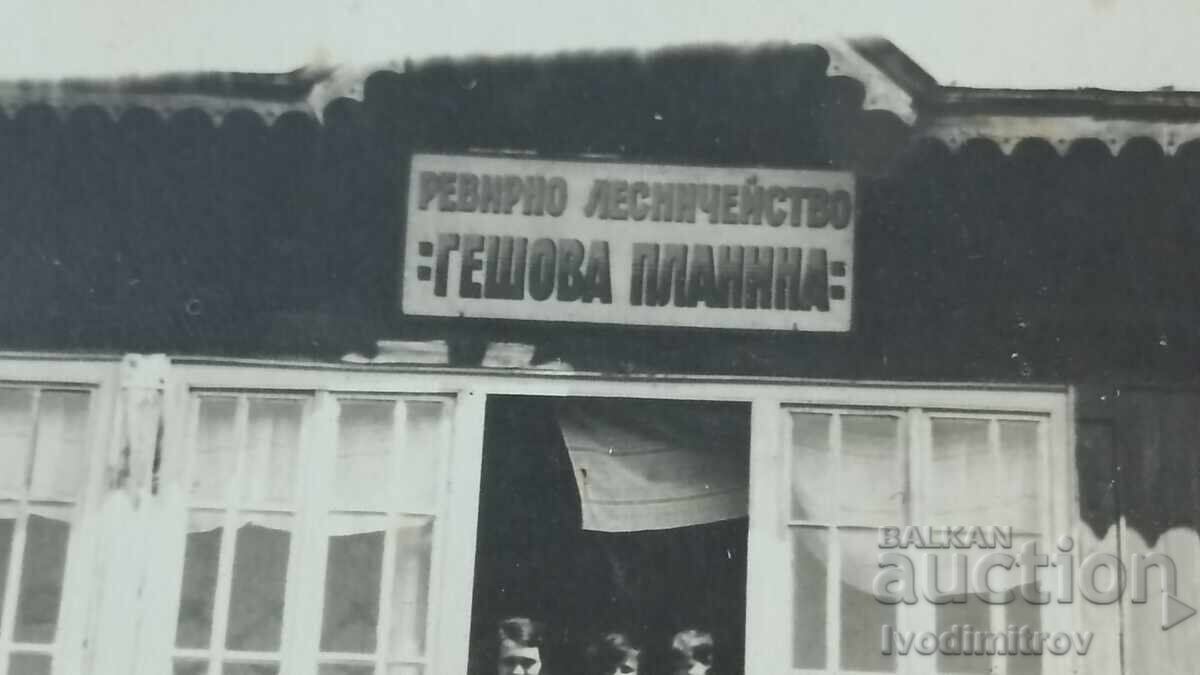 РЕВИРНО ЛЕСНИЧЕЙСТВО
:ГЕШОВА ПЛАНИНА:
BALKAN
auction
Ivodimitrov